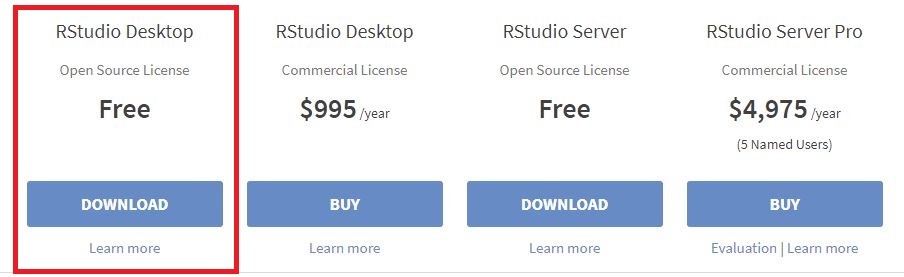 RStudio Desktop
Open Source License
Free
DOWNLOAD
Learn more
RStudio Desktop
Commercial License
$995 /year
BUY
Learn more
RStudio Server
Open Source License
Free
DOWNLOAD
Learn more
RStudio Server Pro
Commercial License
$4,975 /year
(5 Named Users)
BUY
Evaluation | Learn more